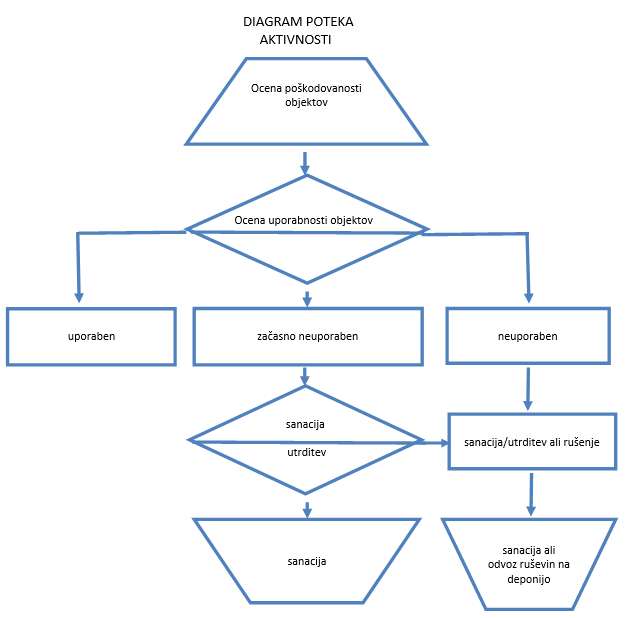 DIAGRAM POTEKA
AKTIVNOSTI
Ocena poškodovanosti
objektov
Ocena uporabnosti objektov
uporaben
začasno neuporaben
neuporaben
sanacija
utrditev
sanacija/utrditev ali rušenje
sanacija
sanacija ali
odvoz ruševin na
deponijo